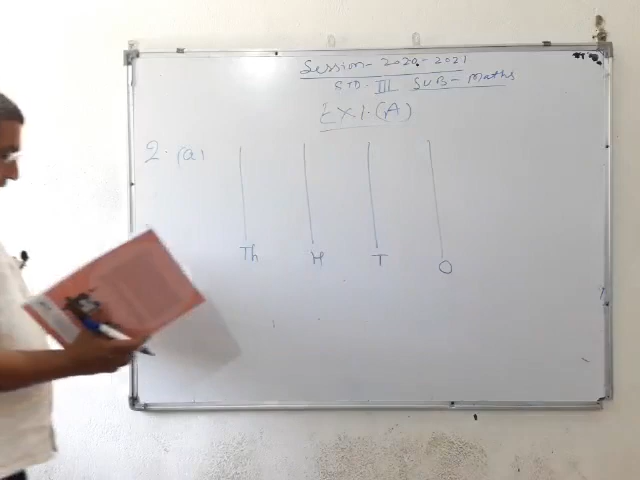 Session - 2020 - 2021
STD - III SUB - Maths
EX 1. (A)
2. (a)
Th H T O